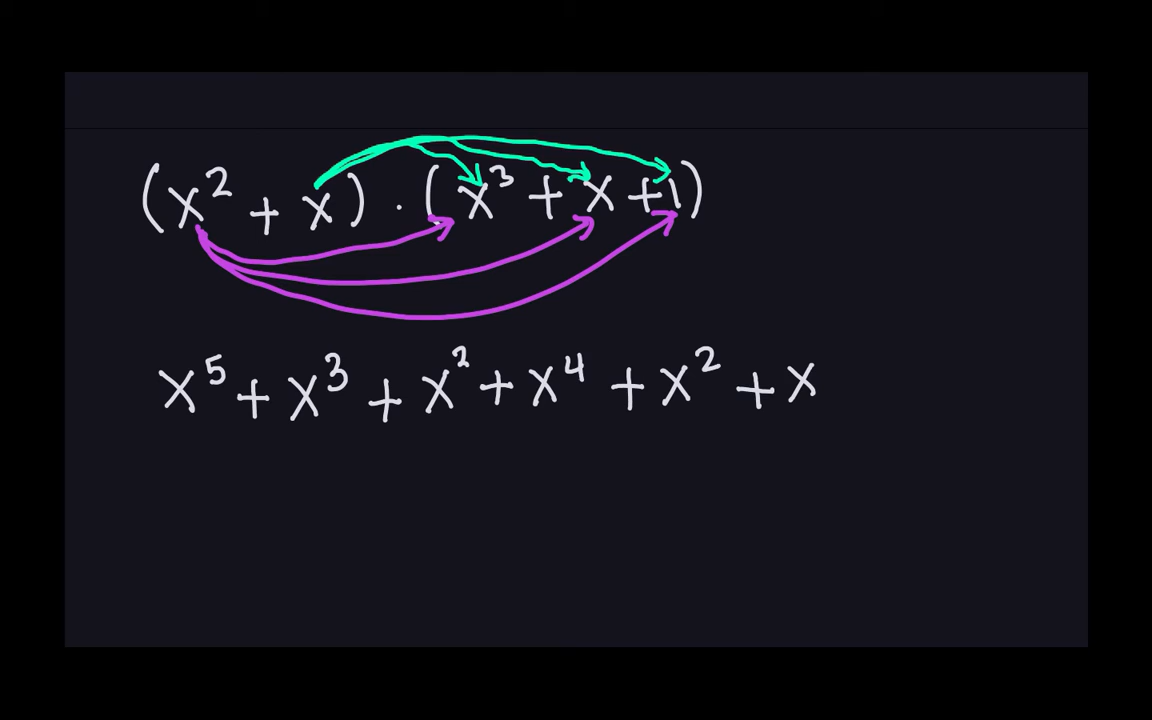 (x² + x) · (x³ + x + 1)
x⁵ + x³ + x² + x⁴ + x² + x